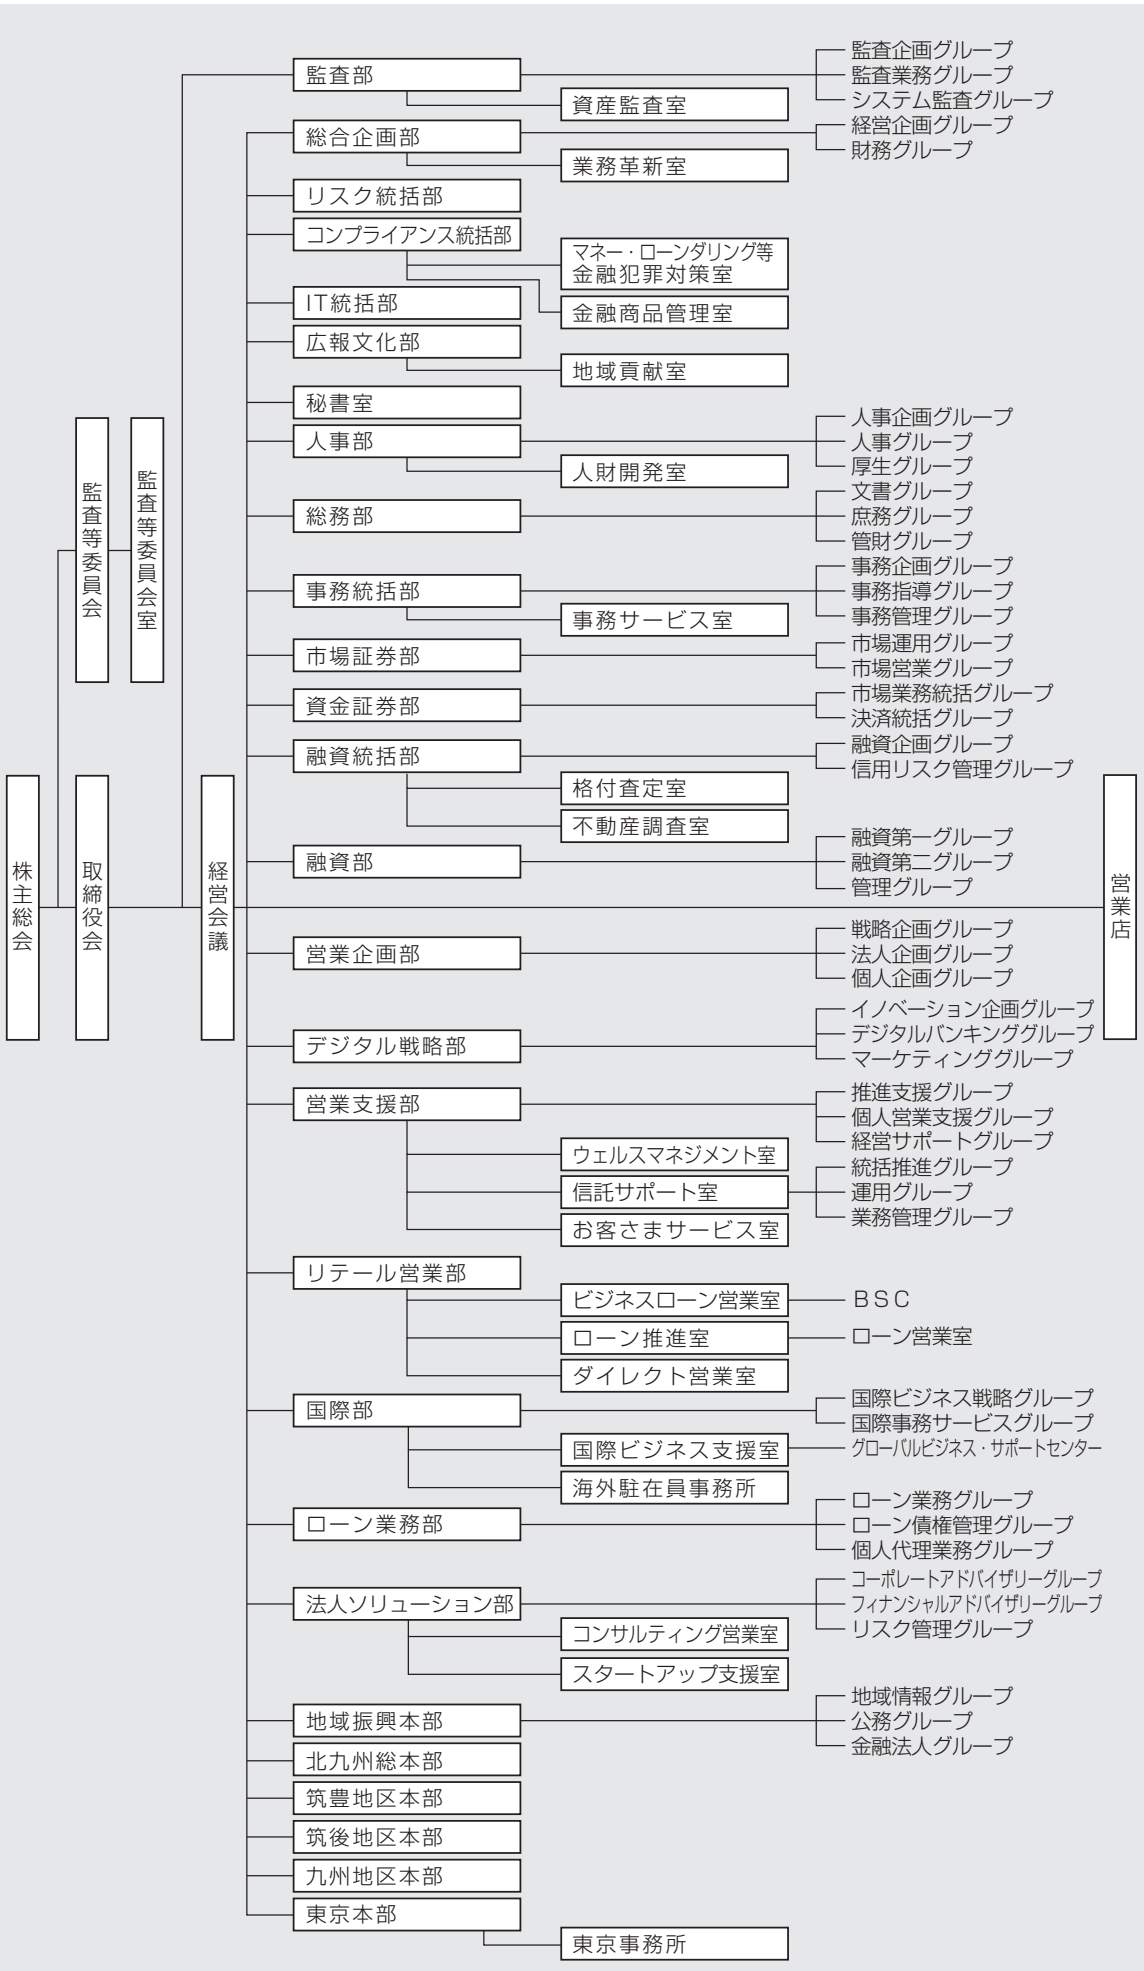 監査部
監査企画グループ
監査業務グループ
システム監査グループ
資産監査室
総合企画部
経営企画グループ
財務グループ
業務革新室
リスク統括部
コンプライアンス統括部
マネー・ローンダリング等
金融犯罪対策室
金融商品管理室
IT統括部
広報文化部
地域貢献室
秘書室
人事部
人事企画グループ
人事グループ
厚生グループ
人財開発室
総務部
文書グループ
庶務グループ
管財グループ
監査等委員会
監査等委員会室
事務統括部
事務企画グループ
事務指導グループ
事務管理グループ
事務サービス室
市場証券部
市場運用グループ
市場営業グループ
資金証券部
市場業務統括グループ
決済統括グループ
融資統括部
融資企画グループ
信用リスク管理グループ
格付査定室
不動産調査室
融資部
融資第一グループ
融資第二グループ
管理グループ
株主総会
取締役会
経営会議
営業店
営業企画部
戦略企画グループ
法人企画グループ
個人企画グループ
デジタル戦略部
イノベーション企画グループ
デジタルバンキンググループ
マーケティンググループ
営業支援部
推進支援グループ
個人営業支援グループ
経営サポートグループ
ウェルスマネジメント室
信託サポート室
統括推進グループ
運用グループ
業務管理グループ
お客さまサービス室
リテール営業部
ビジネスローン営業室
BSC
ローン推進室
ローン営業室
ダイレクト営業室
国際部
国際ビジネス戦略グループ
国際事務サービスグループ
国際ビジネス支援室
グローバルビジネス・サポートセンター
海外駐在員事務所
ローン業務部
ローン業務グループ
ローン債権管理グループ
個人代理業務グループ
法人ソリューション部
コーポレートアドバイザリーグループ
フィナンシャルアドバイザリーグループ
リスク管理グループ
コンサルティング営業室
スタートアップ支援室
地域振興本部
地域情報グループ
公務グループ
金融法人グループ
北九州総本部
筑豊地区本部
筑後地区本部
九州地区本部
東京本部
東京事務所